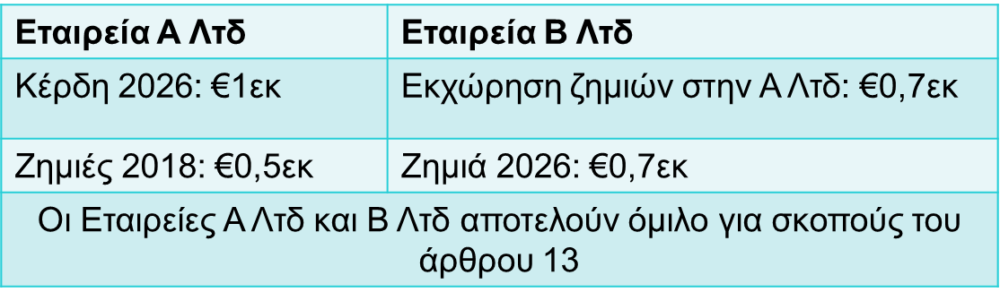 Εταιρεία Α Λτδ
Εταιρεία Β Λτδ
Κέρδη 2026: €1εκ
Εκχώρηση ζημιών στην Α Λτδ: €0,7εκ
Ζημιές 2018: €0,5εκ
Ζημιά 2026: €0,7εκ
Οι Εταιρείες Α Λτδ και Β Λτδ αποτελούν όμιλο για σκοπούς του
άρθρου 13